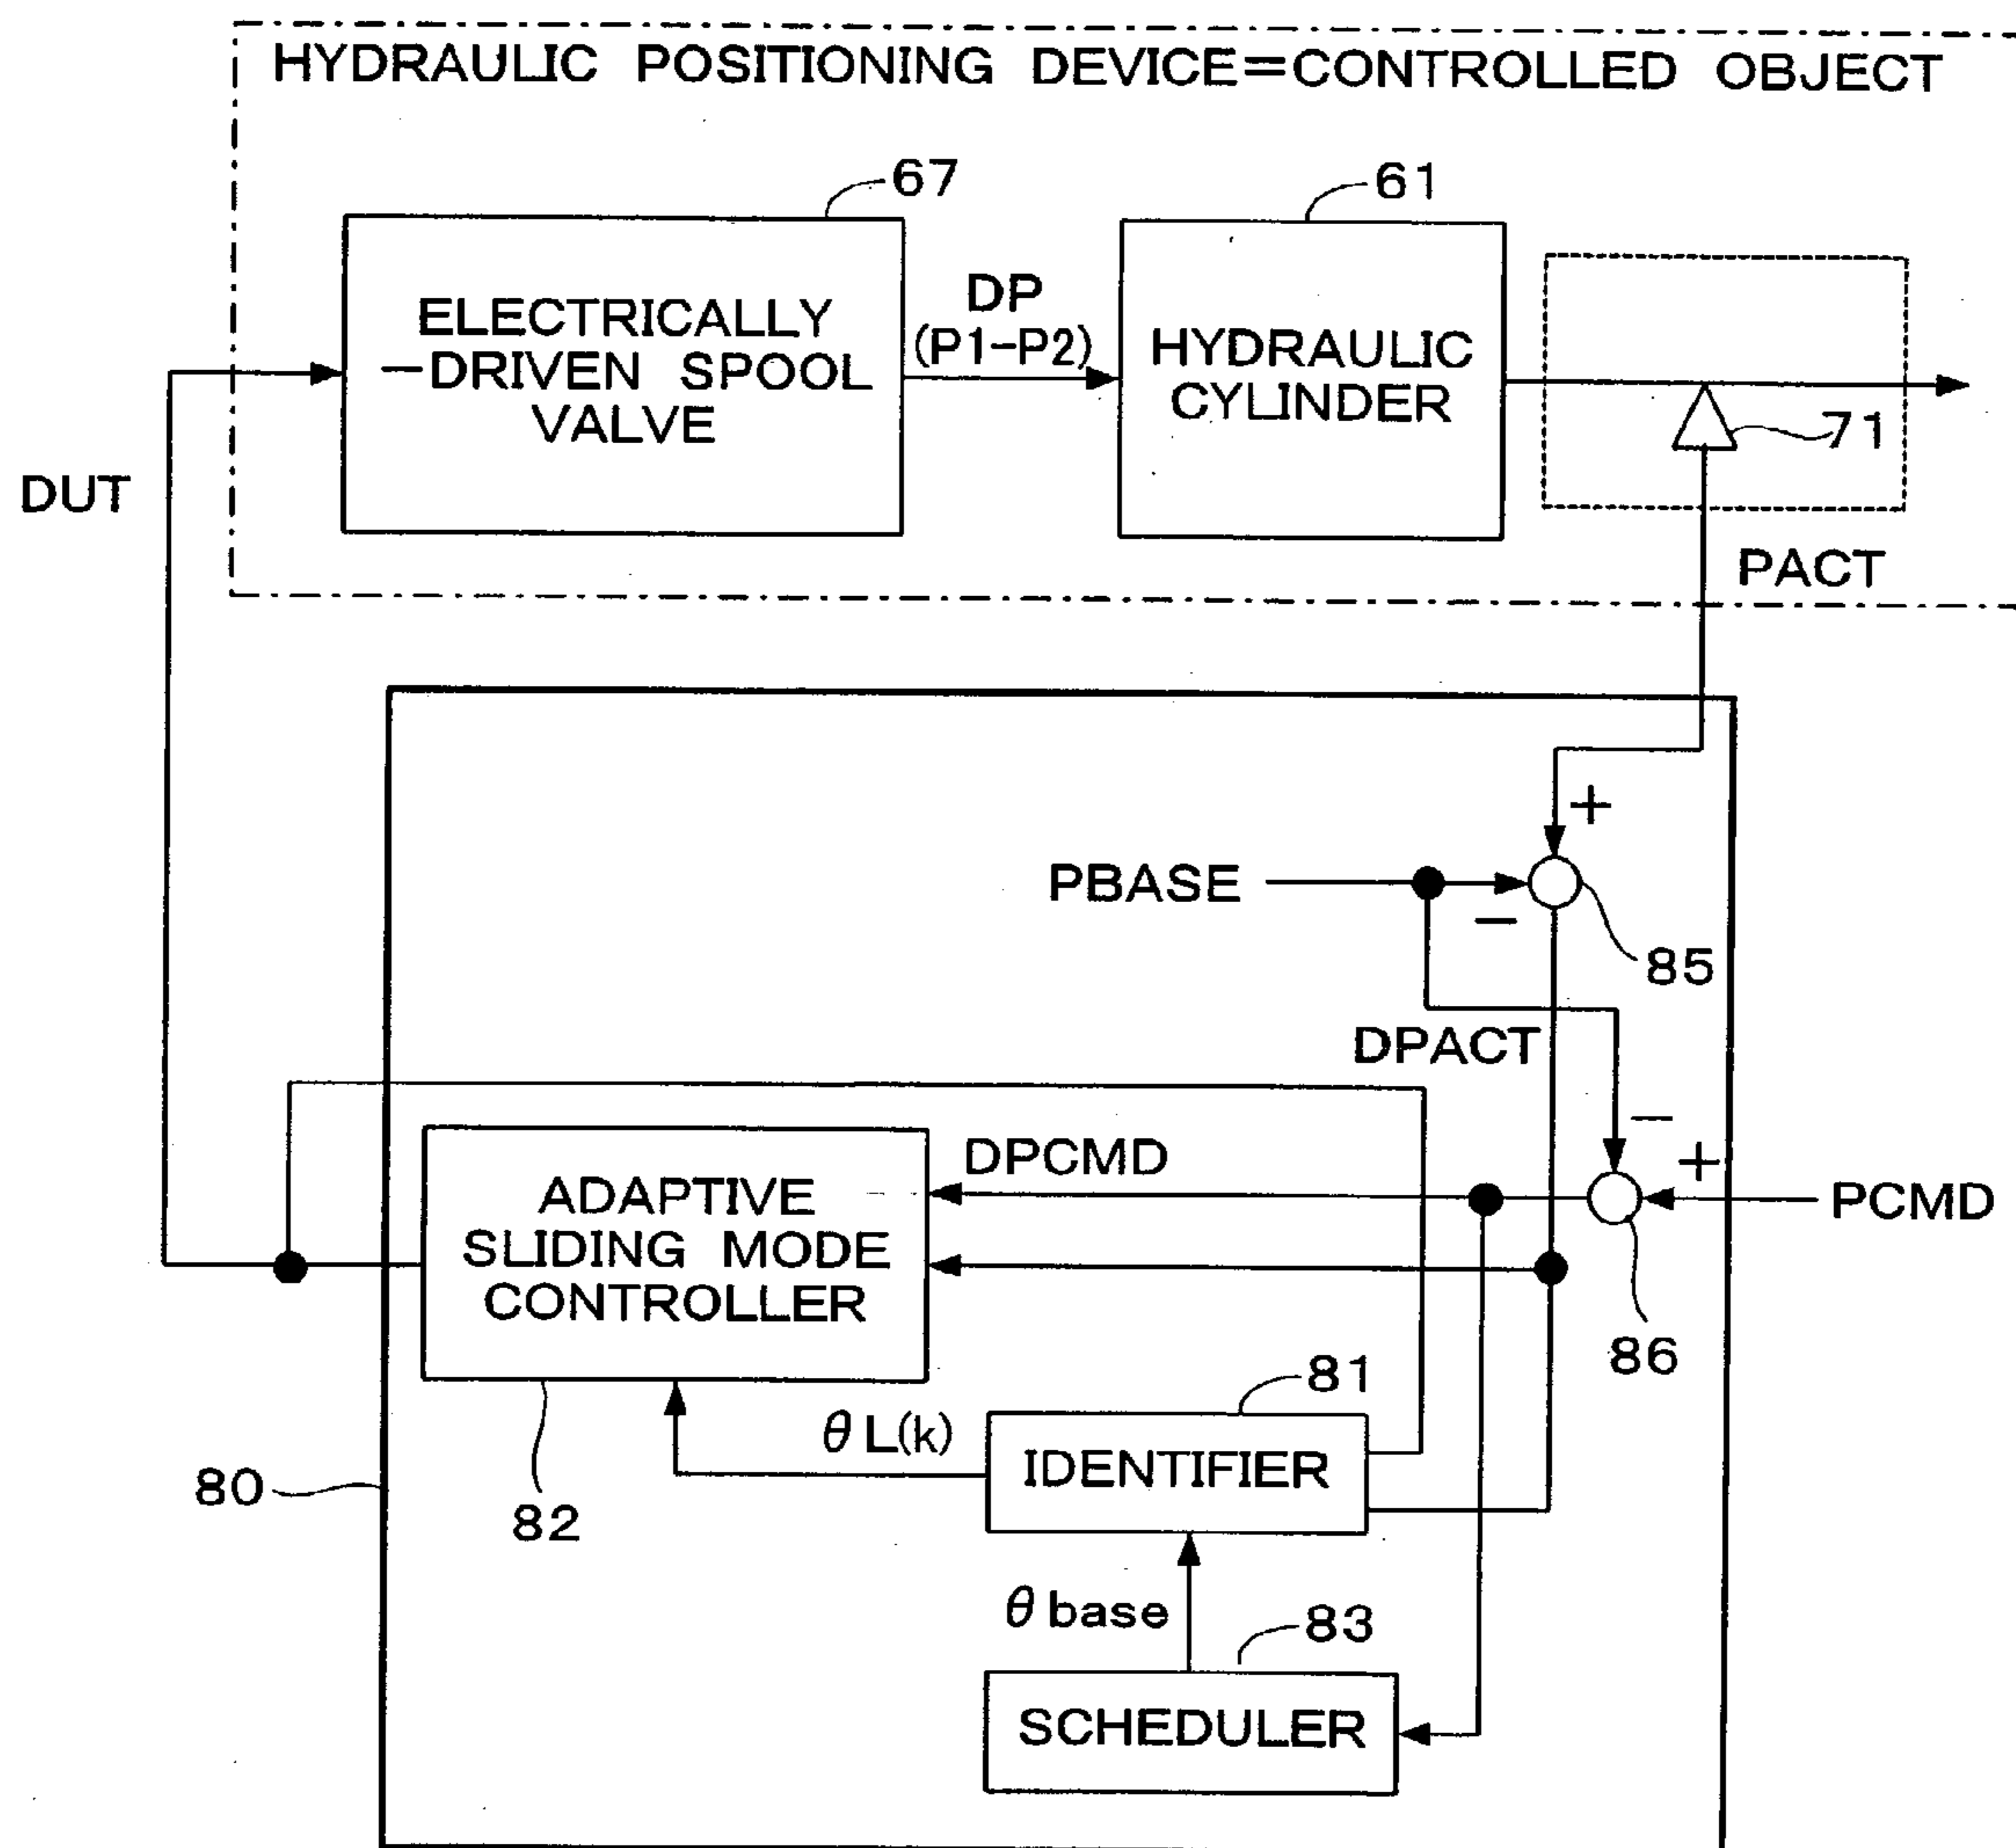 HYDRAULIC POSITIONING DEVICE=CONTROLLED OBJECT
67
61
ELECTRICALLY
-DRIVEN SPOOL
VALVE
DP
(P1-P2)
HYDRAULIC
CYLINDER
71
DUT
PACT
+
PBASE
-
85
DPACT
-
+
DPCMD
PCMD
ADAPTIVE
SLIDING MODE
CONTROLLER
86
81
θL(k)
IDENTIFIER
80
82
θbase
83
SCHEDULER